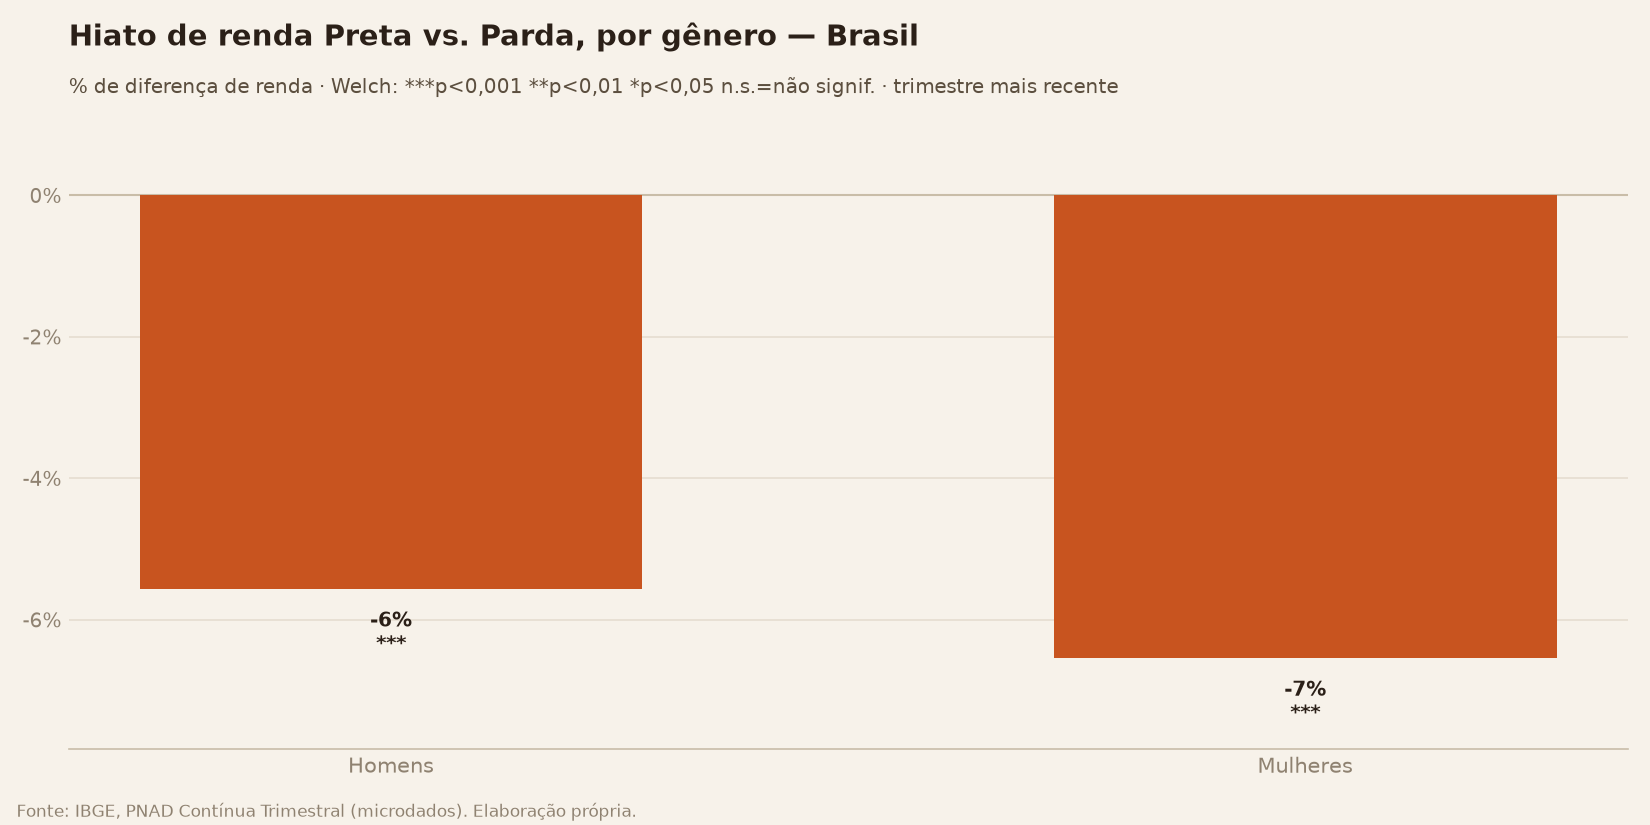 Hiato de renda Preta vs. Parda, por gênero — Brasil
% de diferença de renda · Welch: ***p<0,001 **p<0,01 *p<0,05 n.s.=não signif. · trimestre mais recente
0%
-2%
-4%
-6%
-6%
***
-7%
***
Homens
Mulheres
Fonte: IBGE, PNAD Contínua Trimestral (microdados). Elaboração própria.